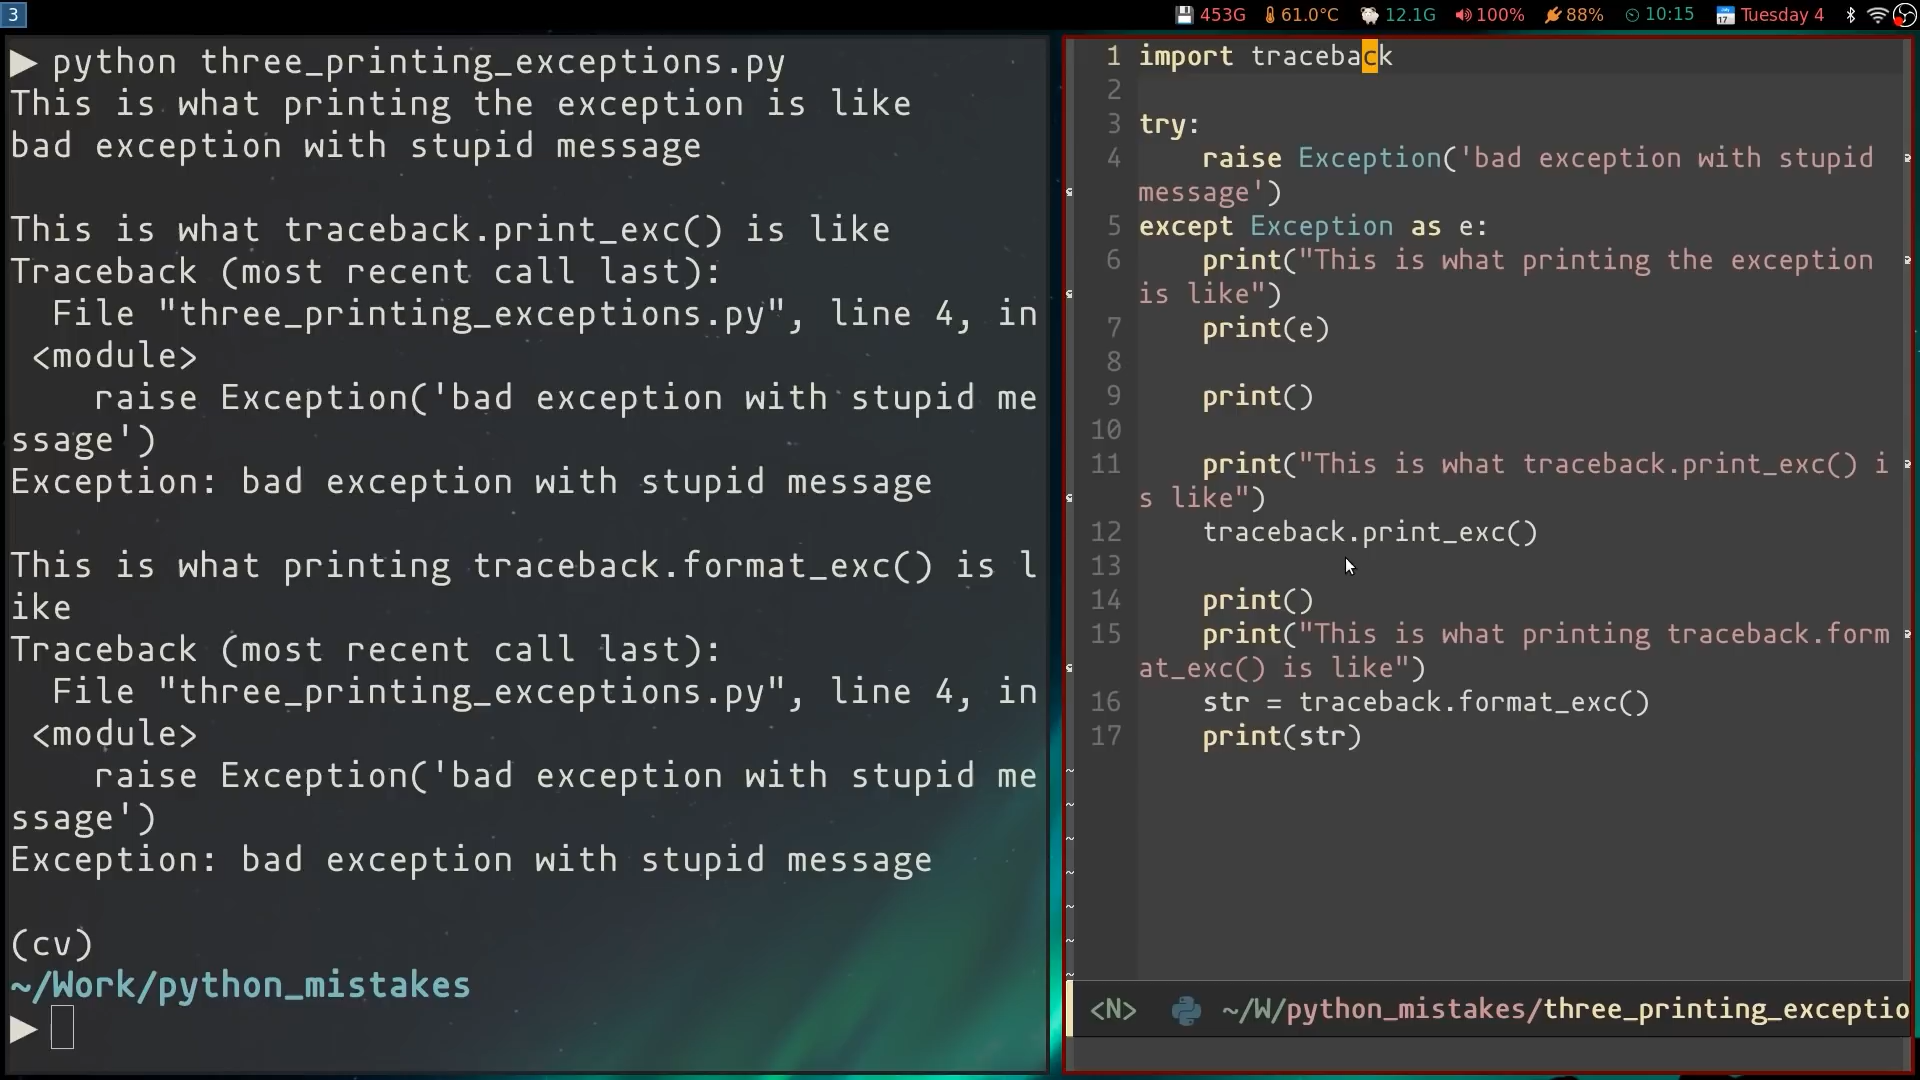 3
453G 61.0°C 12.1G 100% 88% 10:15 17 Tuesday 4
▶ python three_printing_exceptions.py
This is what printing the exception is like
bad exception with stupid message
This is what traceback.print_exc() is like
Traceback (most recent call last):
  File "three_printing_exceptions.py", line 4, in
 <module>
    raise Exception('bad exception with stupid me
ssage')
Exception: bad exception with stupid message
This is what printing traceback.format_exc() is l
ike
Traceback (most recent call last):
  File "three_printing_exceptions.py", line 4, in
 <module>
    raise Exception('bad exception with stupid me
ssage')
Exception: bad exception with stupid message
(cv)
~/Work/python_mistakes
▶
1 import traceback
2
3 try:
4     raise Exception('bad exception with stupid
message')
5 except Exception as e:
6     print("This is what printing the exception
is like")
7     print(e)
8
9     print()
10
11     print("This is what traceback.print_exc() i
s like")
12     traceback.print_exc()
13
14     print()
15     print("This is what printing traceback.form
at_exc() is like")
16     str = traceback.format_exc()
17     print(str)
~
~
~
~
~
~
~
<N> ~/W/python_mistakes/three_printing_exceptio